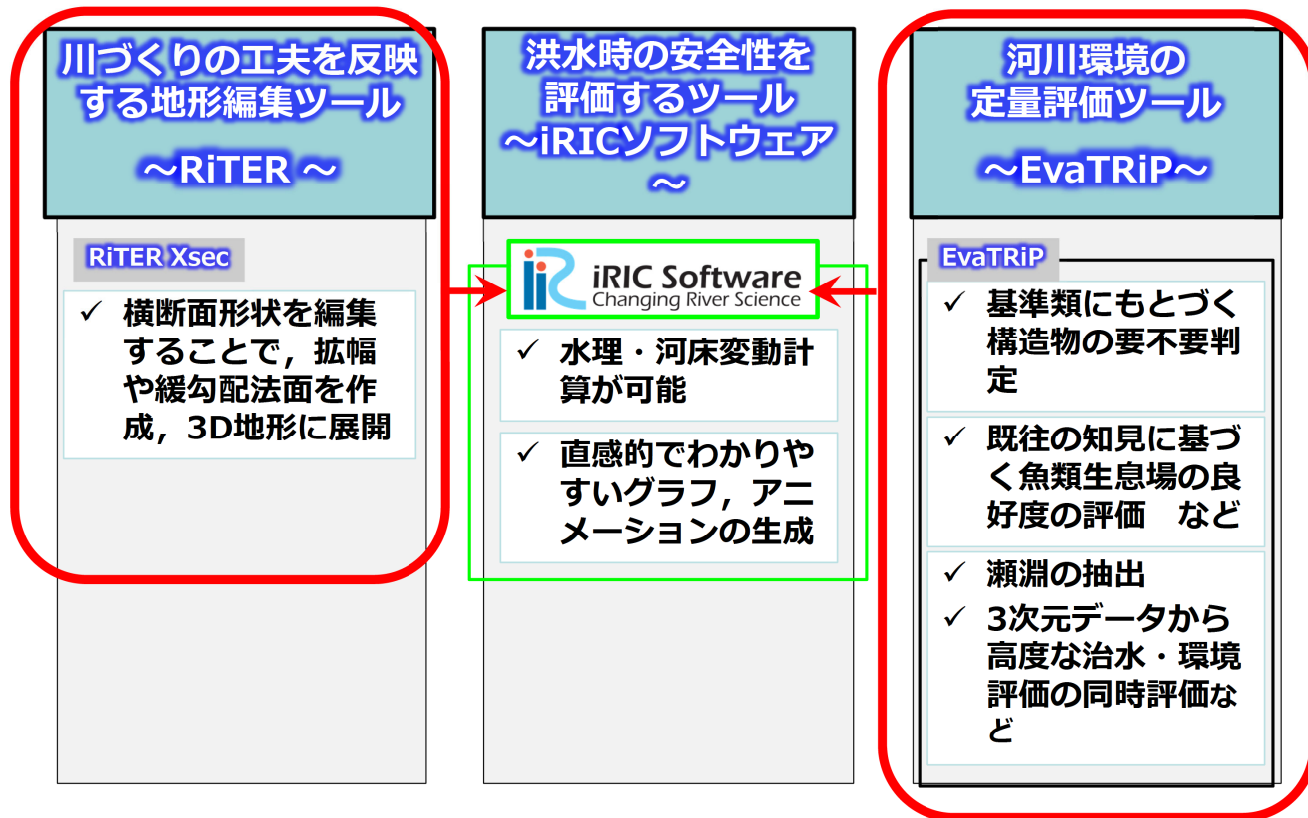 川づくりの工夫を反映
する地形編集ツール
～RiTER ～
RiTER Xsec
✓ 横断面形状を編集
することで，拡幅
や緩勾配法面を作
成，3D地形に展開
洪水時の安全性を
評価するツール
～iRICソフトウェア
～
iRIC Software
Changing River Science
✓ 水理・河床変動計
算が可能
✓ 直感的でわかりや
すいグラフ，アニ
メーションの生成
河川環境の
定量評価ツール
～EvaTRiP～
EvaTRiP
✓ 基準類にもとづく
構造物の要不要判
定
✓ 既往の知見に基づ
く魚類生息場の良
好度の評価　など
✓ 瀬淵の抽出
✓ 3次元データから
高度な治水・環境
評価の同時評価な
ど